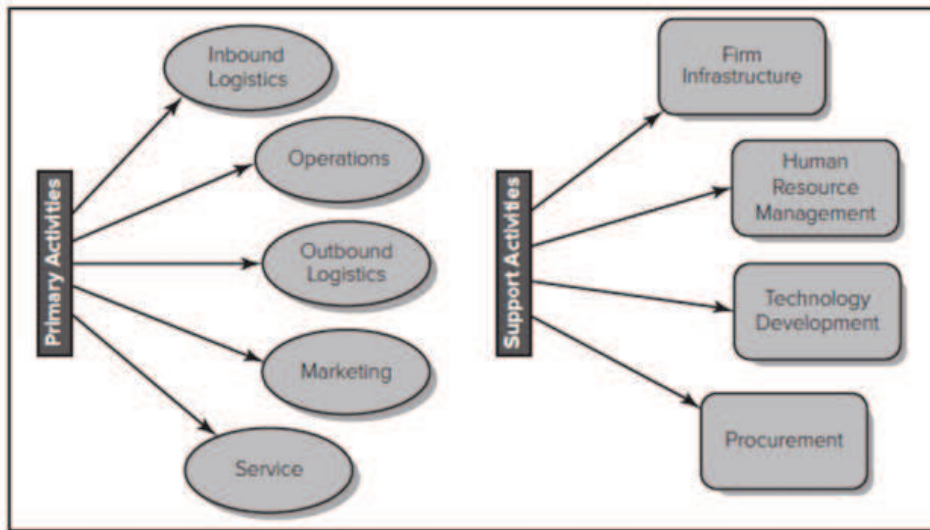 Primary Activities
Inbound
Logistics
Operations
Outbound
Logistics
Marketing
Service
Support Activities
Firm
Infrastructure
Human
Resource
Management
Technology
Development
Procurement